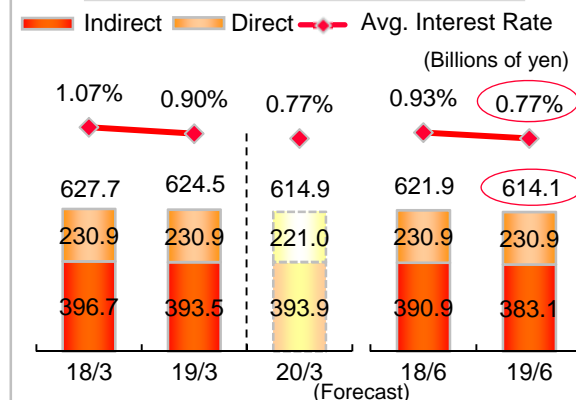 Indirect Direct Avg. Interest Rate
(Billions of yen)
1.07% 0.90% 0.77% 0.93% 0.77%
627.7 624.5 614.9 621.9 614.1
230.9 230.9 221.0 230.9 230.9
396.7 393.5 393.9 390.9 383.1
18/3 19/3 20/3 18/6 19/6
(Forecast)